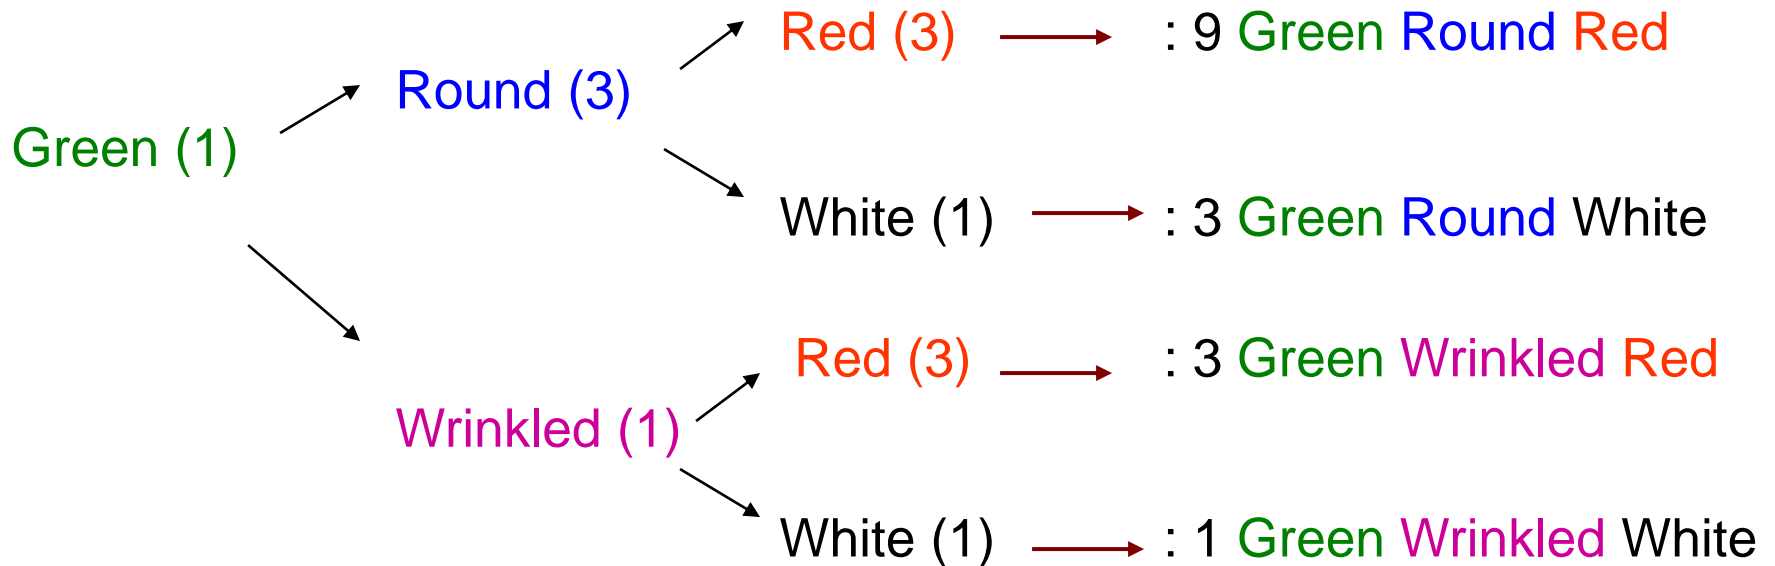 Red (3) : 9 Green Round Red
Round (3)
Green (1)
White (1) : 3 Green Round White
Red (3) : 3 Green Wrinkled Red
Wrinkled (1)
White (1) : 1 Green Wrinkled White